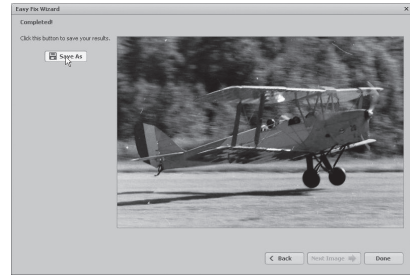 Easy Fix Wizard
Completed!
Click this button to save your results.
Save As
Back
Next Image
Done